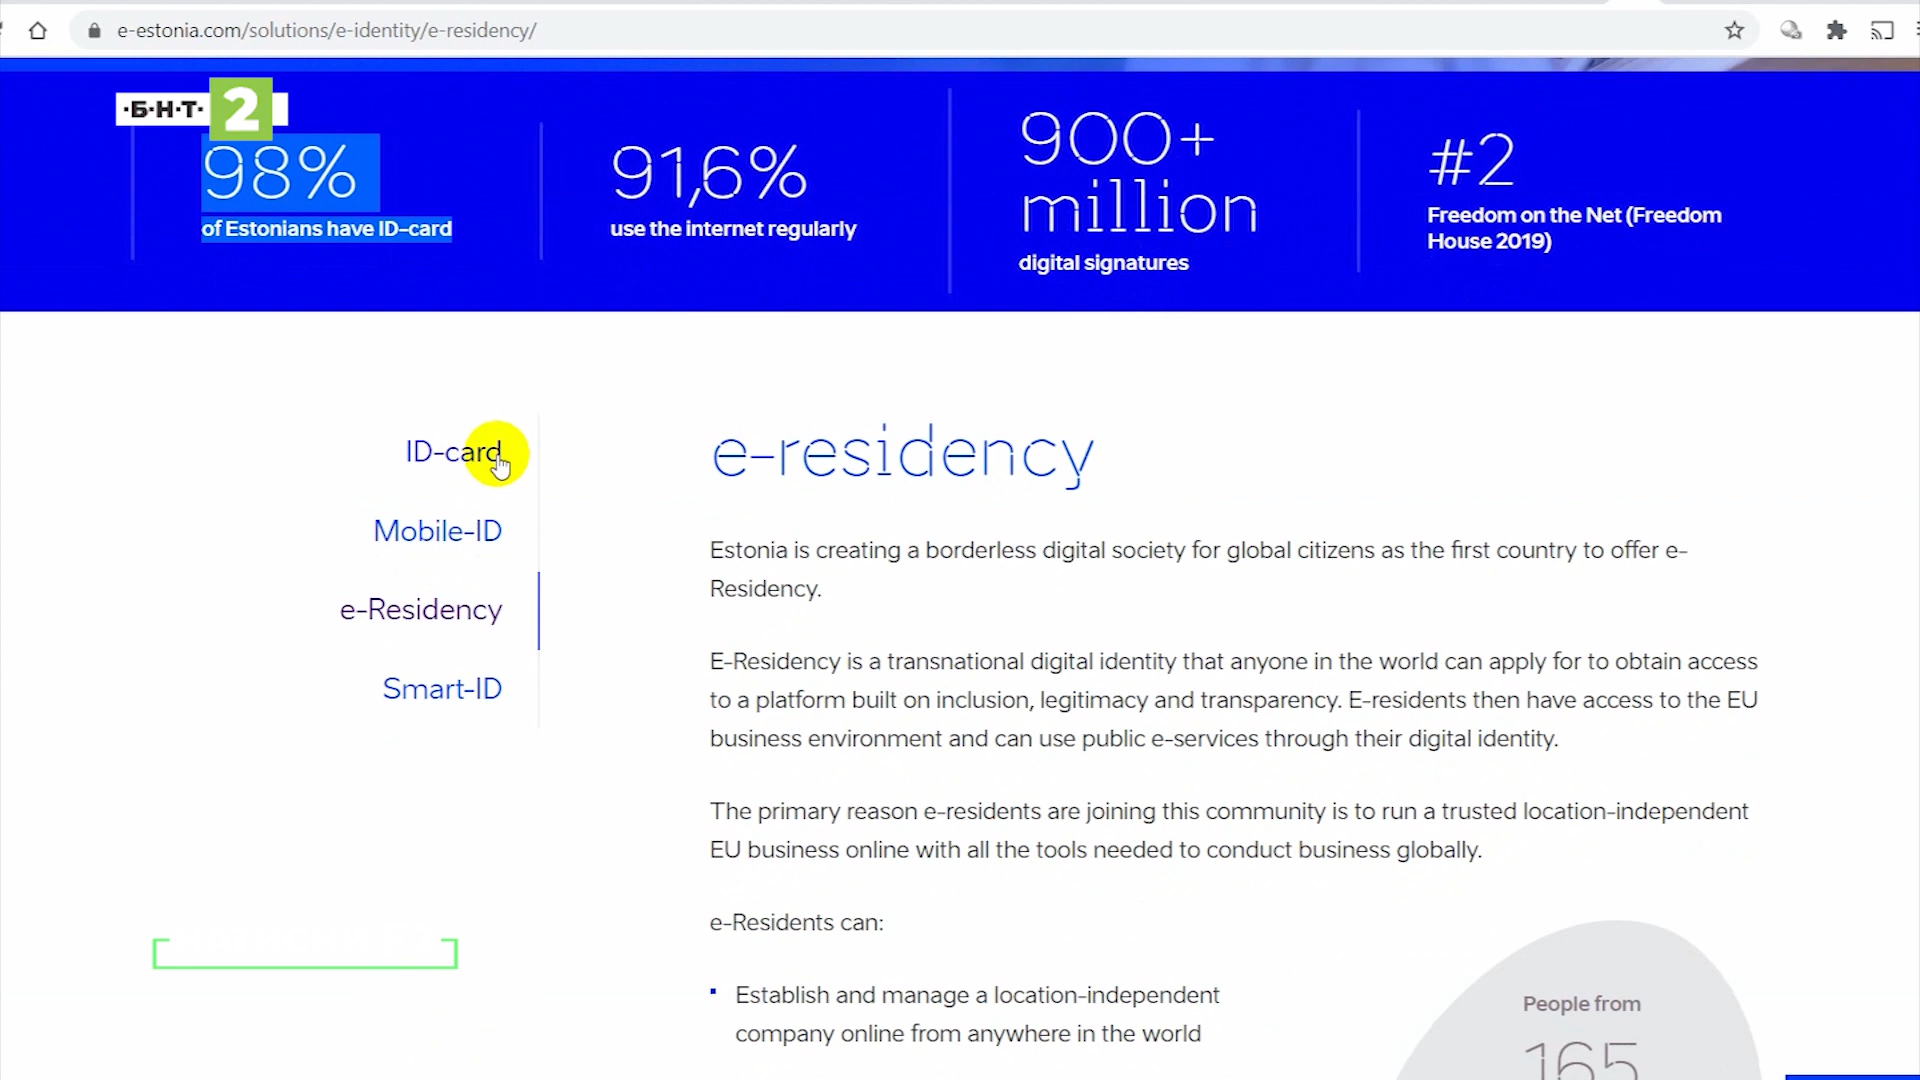 e-estonia.com/solutions/e-identity/e-residency/
·Б·Н·Т· 2
98%
of Estonians have ID-card
91,6%
use the internet regularly
900+
million
digital signatures
#2
Freedom on the Net (Freedom
House 2019)
ID-card
Mobile-ID
e-Residency
Smart-ID
e-residency
Estonia is creating a borderless digital society for global citizens as the first country to offer e-
Residency.
E-Residency is a transnational digital identity that anyone in the world can apply for to obtain access
to a platform built on inclusion, legitimacy and transparency. E-residents then have access to the EU
business environment and can use public e-services through their digital identity.
The primary reason e-residents are joining this community is to run a trusted location-independent
EU business online with all the tools needed to conduct business globally.
e-Residents can:
Establish and manage a location-independent
company online from anywhere in the world
People from
165